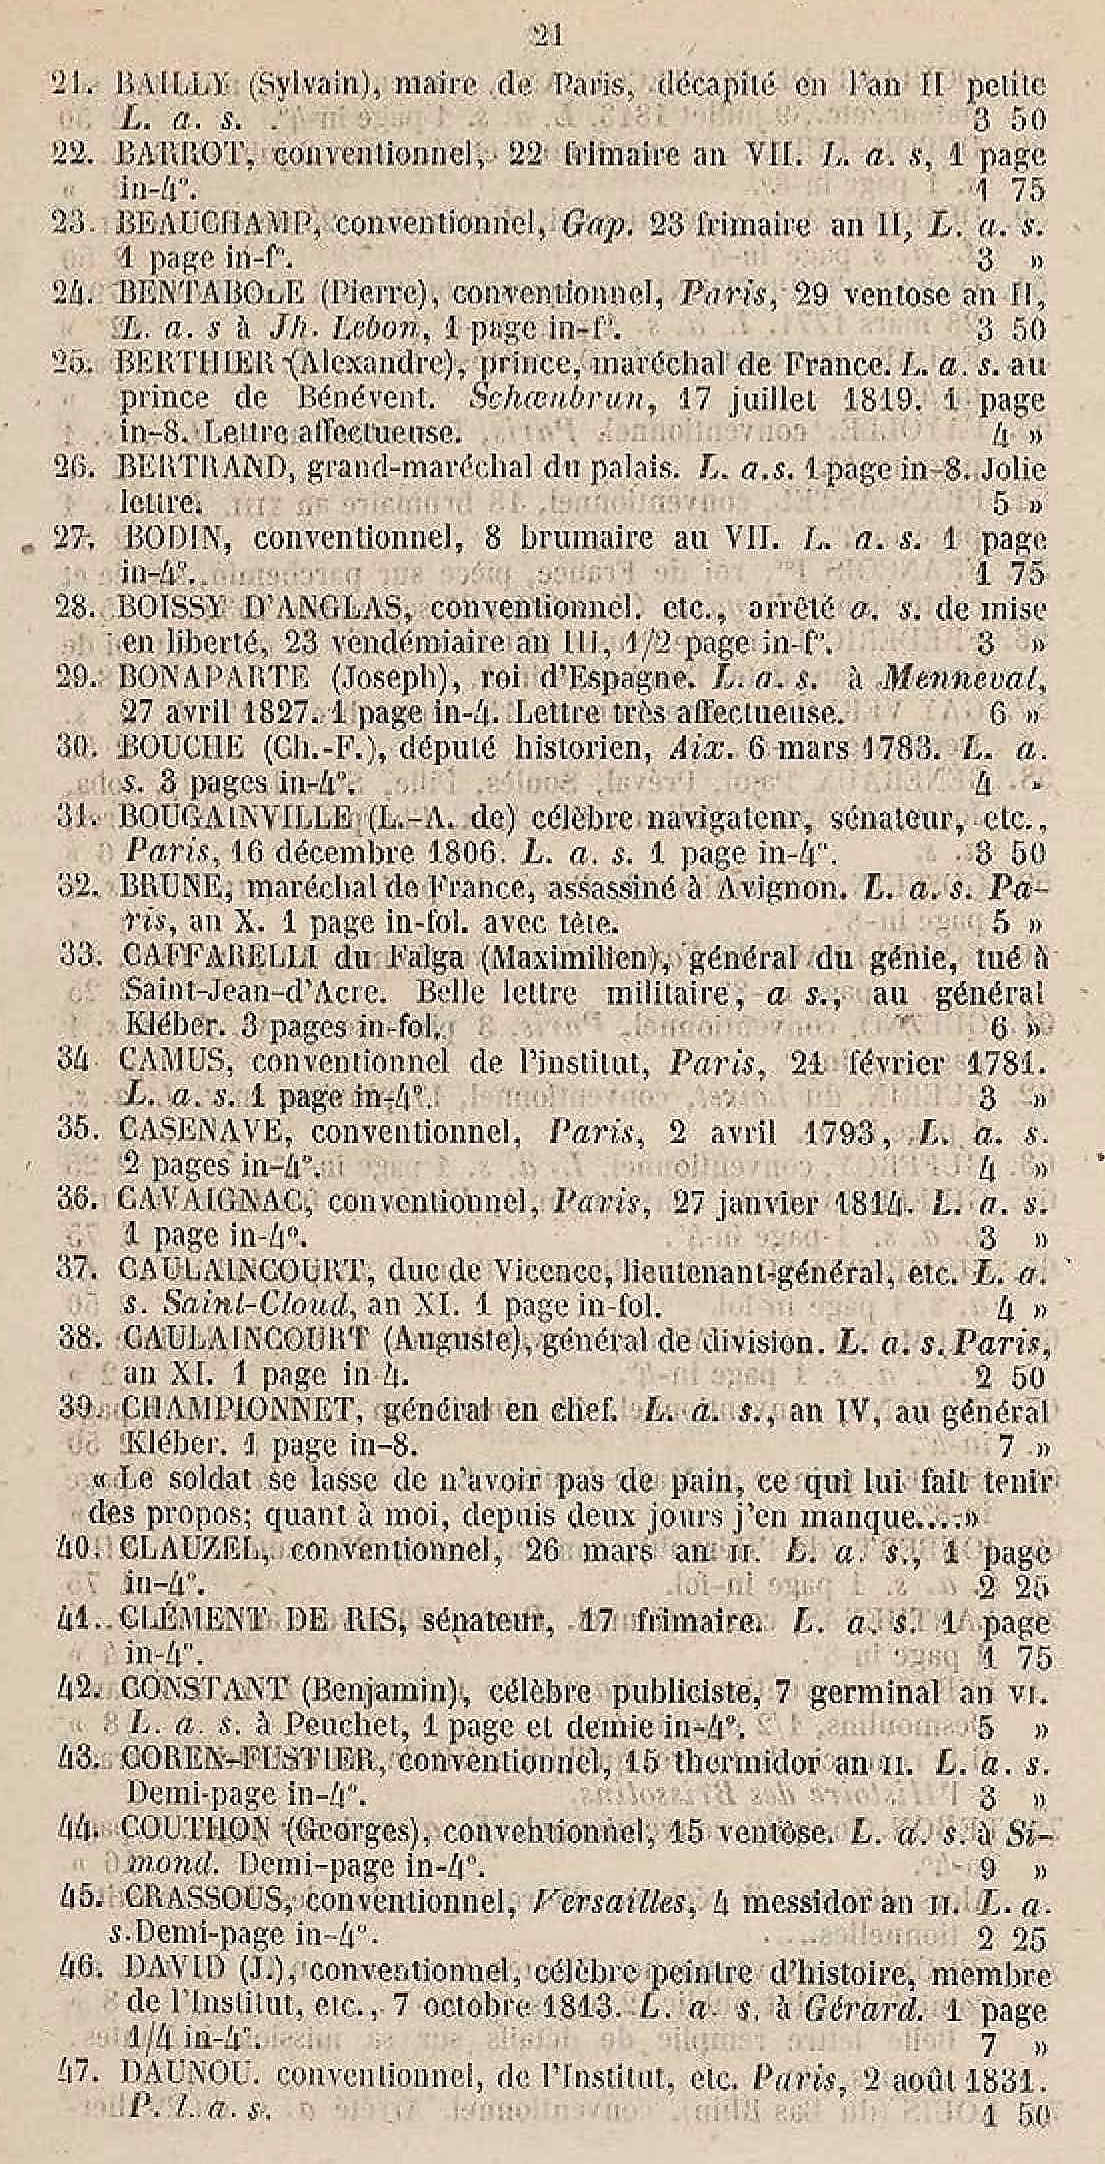 21
21. BAILLY (Sylvain), maire de Paris, décapité en l'an II petite
L. a. s. 3 50
22. BARROT, conventionnel, 22 frimaire an VII. L. a. s, 1 page
in-4°. 1 75
23. BEAUCHAMP, conventionnel, Gap. 23 frimaire an II, L. a. s.
1 page in-f°. 3 »
24. BENTABOLE (Pierre), conventionnel, Paris, 29 ventose an II,
L. a. s à Jh. Lebon, 1 page in-f°. 3 50
25. BERTHIER (Alexandre), prince, maréchal de France. L. a. s. au
prince de Bénévent. Schœnbrun, 17 juillet 1819. 1 page
in-8. Lettre affectueuse. 4 »
26. BERTRAND, grand-maréchal du palais. L. a.s. 1 page in-8. Jolie
lettre. 5 »
27. BODIN, conventionnel, 8 brumaire au VII. L. a. s. 1 page
in-4°. 1 75
28. BOISSY D'ANGLAS, conventionnel. etc., arrêté a. s. de mise
en liberté, 23 vendémiaire an III, 1/2 page in-f°. 3 »
29. BONAPARTE (Joseph), roi d'Espagne. L. a. s. à Menneval,
27 avril 1827. 1 page in-4. Lettre très affectueuse. 6 »
30. BOUCHE (Ch.-F.), député historien, Aix. 6 mars 1783. L. a.
s. 3 pages in-4°. 4 »
31. BOUGAINVILLE (L.-A. de) célèbre navigateur, sénateur, etc.,
Paris, 16 décembre 1806. L. a. s. 1 page in-4°. 3 50
32. BRUNE, maréchal de France, assassiné à Avignon. L. a. s. Pa-
ris, an X. 1 page in-fol. avec tète. 5 »
33. CAFFARELLI du Falga (Maximilien), général du génie, tué à
Saint-Jean-d'Acre. Belle lettre militaire, a s., au général
Kléber. 3 pages in-fol. 6 »
34 CAMUS, conventionnel de l'institut, Paris, 21 février 1781.
L. a. s. 1 page in-4°. 3 »
35. CASENAVE, conventionnel, Paris, 2 avril 1793, L. a. s.
2 pages in-4°. 4 »
36. CAVAIGNAC, conventionnel, Paris, 27 janvier 1814. L. a. s.
1 page in-4°. 3 »
37. CAULAINCOURT, duc de Vicence, lieutenant-général, etc. L. a.
s. Saint-Cloud, an XI. 1 page in-fol. 4 »
38. CAULAINCOURT (Auguste), général de division. L. a. s. Paris,
an XI. 1 page in 4. 2 50
39. CHAMPIONNET, général en chef. L. a. s., an IV, au général
Kléber. 1 page in-8. 7 »
« Le soldat se lasse de n'avoir pas de pain, ce qui lui fait tenir
des propos; quant à moi, depuis deux jours j'en manque....»
40. CLAUZEL, conventionnel, 26 mars an II. L. a. s., 1 page
in-4°. 2 25
41. CLÉMENT DE RIS, sénateur, 17 frimaire. L. a. s. 1 page
in-4°. 1 75
42. CONSTANT (Benjamin), célèbre publiciste, 7 germinal an VI.
L. a. s. à Peuchet, 1 page et demie in-4°. 5 »
43. COREN-FUSTIER, conventionnel, 15 thermidor an II. L. a. s.
Demi-page in-4°. 3 »
44. COUTHON (Georges), conventionnel, 15 ventôse. L. a. s. à Si-
mond. Demi-page in-4°. 9 »
45. CRASSOUS, conventionnel, Versailles, 4 messidor an II. L. a.
s. Demi-page in-4°. 2 25
46. DAVID (J.), conventionnel, célèbre peintre d'histoire, membre
de l'Institut, etc., 7 octobre 1813. L. a. s. à Gérard. 1 page
1/4 in-4°. 7 »
47. DAUNOU. conventionnel, de l'Institut, etc. Paris, 2 août 1831.
P. l. a. s. 1 50